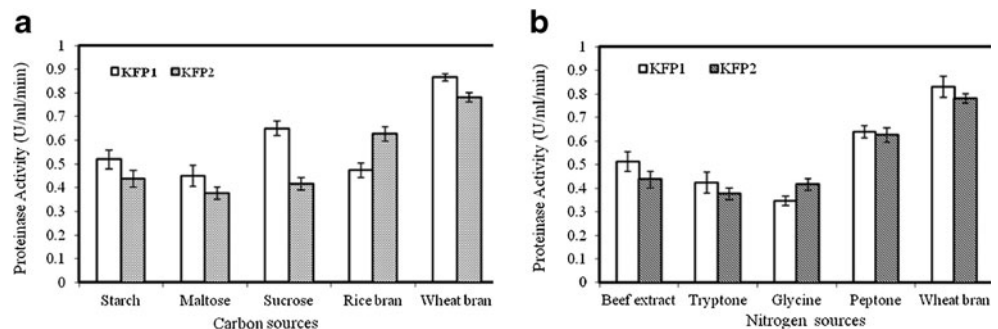 a
Proteinase Activity (U/ml/min)
1
0.9
0.8
0.7
0.6
0.5
0.4
0.3
0.2
0.1
0
KFP1 KFP2
Starch Maltose Sucrose Rice bran Wheat bran
Carbon sources
b
Proteinase Activity (U/ml/min)
1
0.9
0.8
0.7
0.6
0.5
0.4
0.3
0.2
0.1
0
KFP1 KFP2
Beef extract Tryptone Glycine Peptone Wheat bran
Nitrogen sources